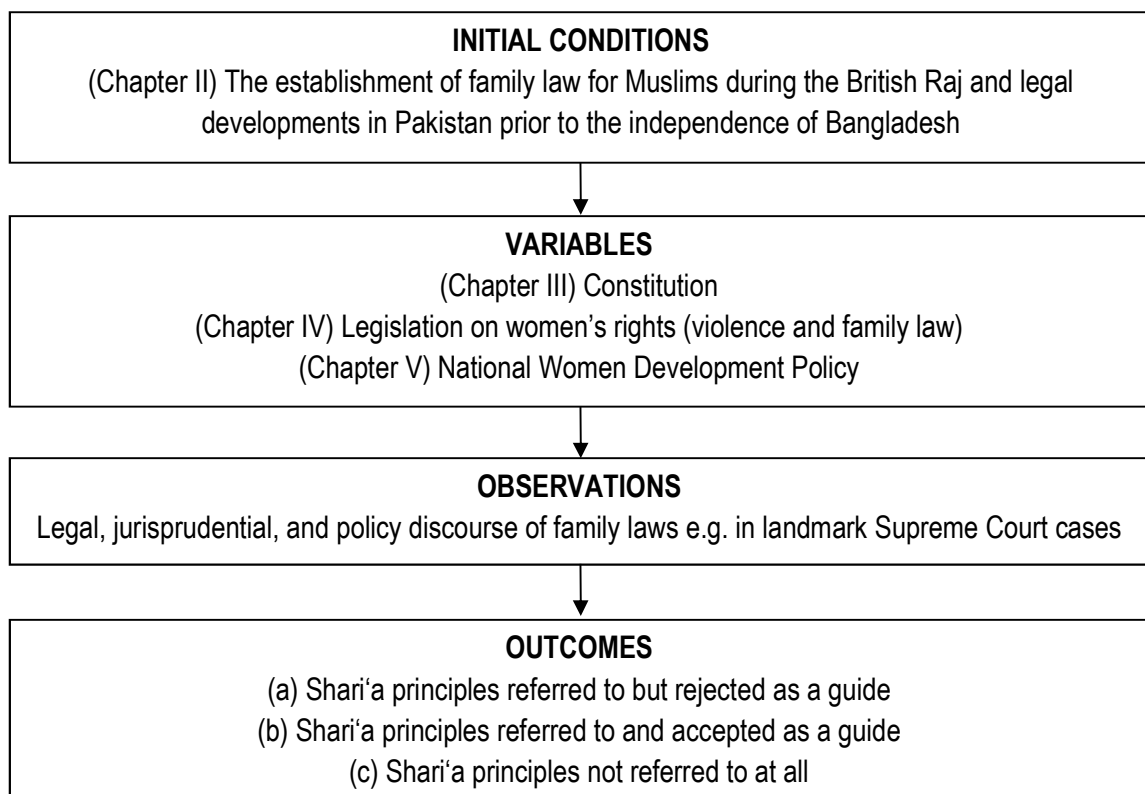 INITIAL CONDITIONS
(Chapter II) The establishment of family law for Muslims during the British Raj and legal
developments in Pakistan prior to the independence of Bangladesh
VARIABLES
(Chapter III) Constitution
(Chapter IV) Legislation on women’s rights (violence and family law)
(Chapter V) National Women Development Policy
OBSERVATIONS
Legal, jurisprudential, and policy discourse of family laws e.g. in landmark Supreme Court cases
OUTCOMES
(a) Shari‘a principles referred to but rejected as a guide
(b) Shari‘a principles referred to and accepted as a guide
(c) Shari‘a principles not referred to at all